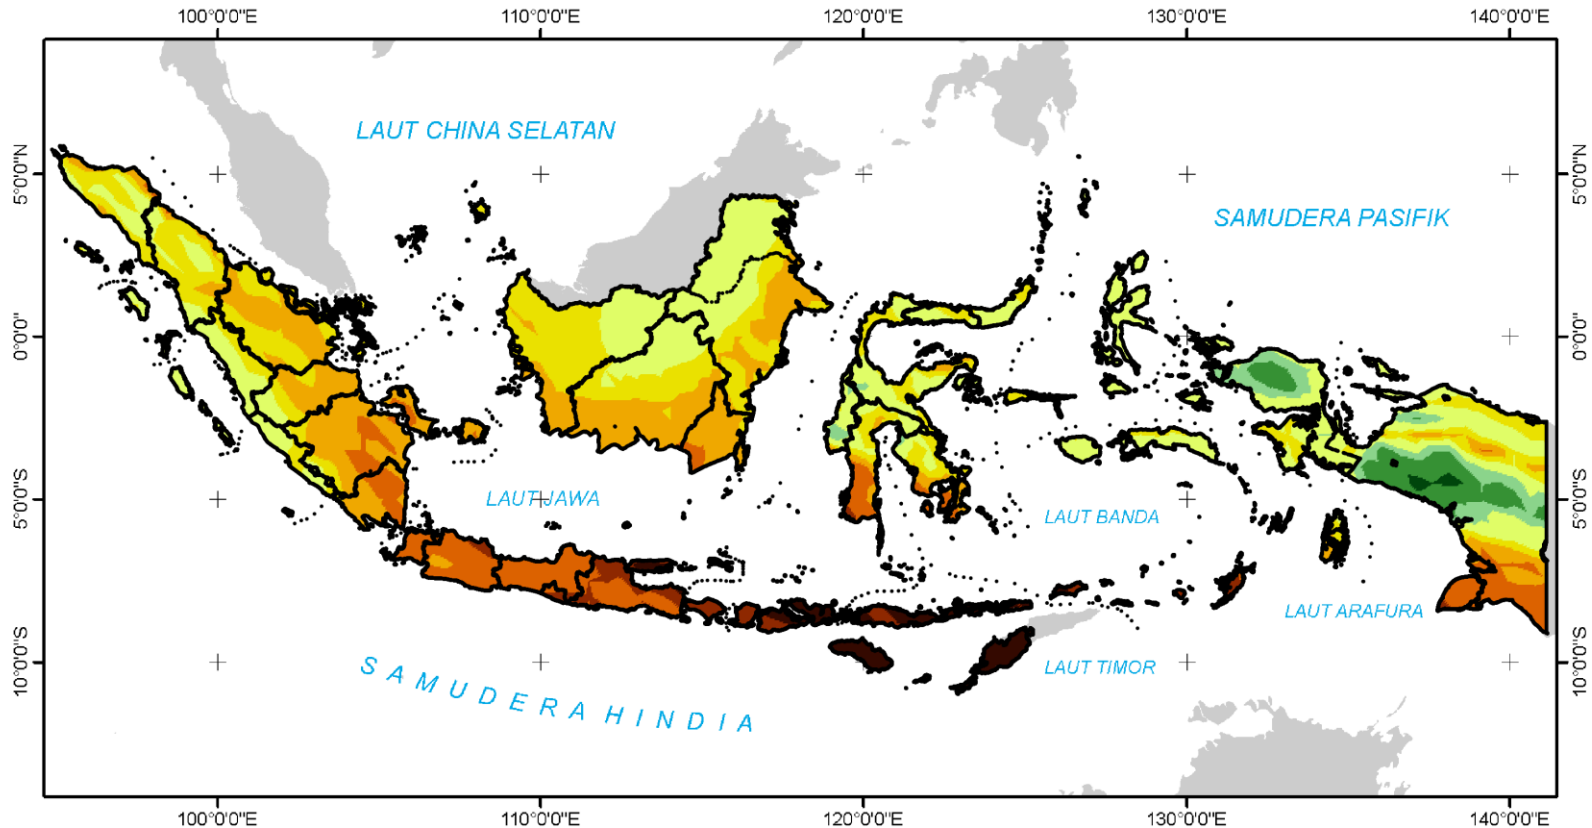 100°0'0"E 110°0'0"E 120°0'0"E 130°0'0"E 140°0'0"E
LAUT CHINA SELATAN
5°0'0"N 5°0'0"N
SAMUDERA PASIFIK
0°0'0" 0°0'0"
5°0'0"S LAUT JAWA 5°0'0"S
LAUT BANDA
LAUT ARAFURA
10°0'0"S LAUT TIMOR 10°0'0"S
SAMUDERA HINDIA
100°0'0"E 110°0'0"E 120°0'0"E 130°0'0"E 140°0'0"E